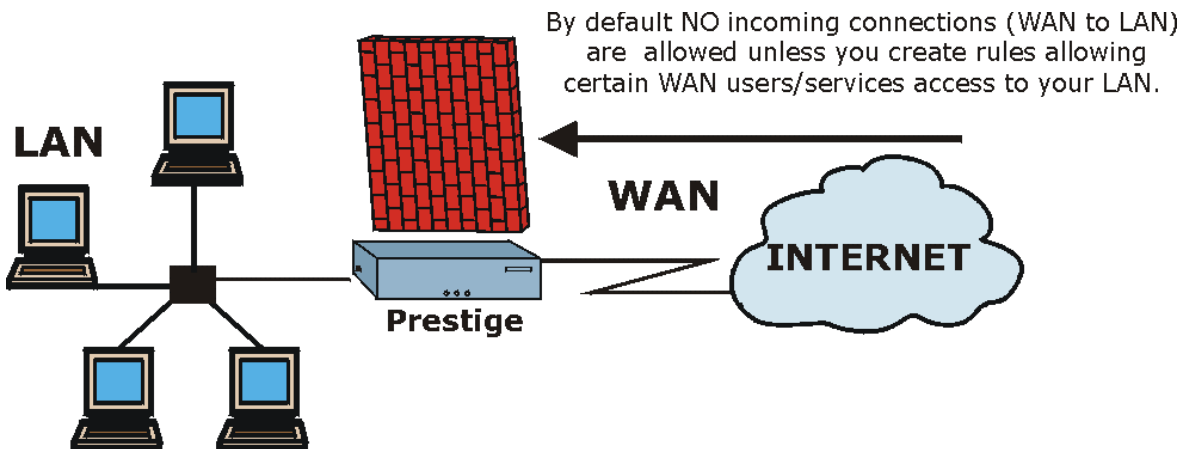 By default NO incoming connections (WAN to LAN)
are allowed unless you create rules allowing
certain WAN users/services access to your LAN.
LAN
WAN
INTERNET
Prestige